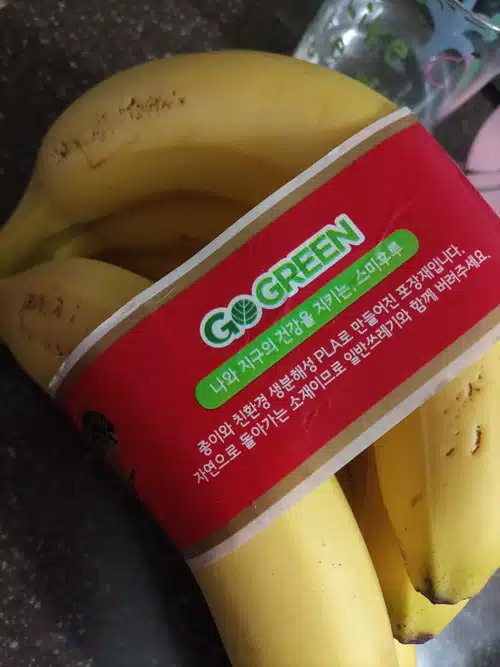 GO GREEN
나와 지구의 건강을 지키는, 스미후루
종이와 친환경 생분해성 PLA로 만들어진 포장재입니다.
자연으로 돌아가는 소재이므로 일반쓰레기와 함께 버려주세요.